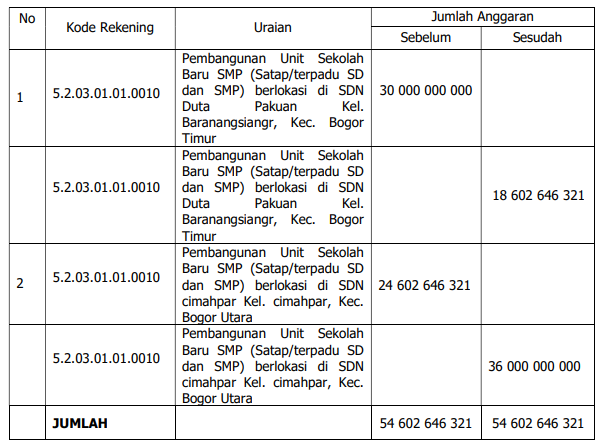 No Kode Rekening Uraian Jumlah Anggaran
Sebelum Sesudah
1 5.2.03.01.01.0010 Pembangunan Unit Sekolah
Baru SMP (Satap/terpadu SD
dan SMP) berlokasi di SDN
Duta Pakuan Kel.
Baranangsiangr, Kec. Bogor
Timur
30 000 000 000
5.2.03.01.01.0010 Pembangunan Unit Sekolah
Baru SMP (Satap/terpadu SD
dan SMP) berlokasi di SDN
Duta Pakuan Kel.
Baranangsiangr, Kec. Bogor
Timur
18 602 646 321
2 5.2.03.01.01.0010 Pembangunan Unit Sekolah
Baru SMP (Satap/terpadu SD
dan SMP) berlokasi di SDN
cimahpar Kel. cimahpar, Kec.
Bogor Utara
24 602 646 321
5.2.03.01.01.0010 Pembangunan Unit Sekolah
Baru SMP (Satap/terpadu SD
dan SMP) berlokasi di SDN
cimahpar Kel. cimahpar, Kec.
Bogor Utara
36 000 000 000
JUMLAH 54 602 646 321 54 602 646 321